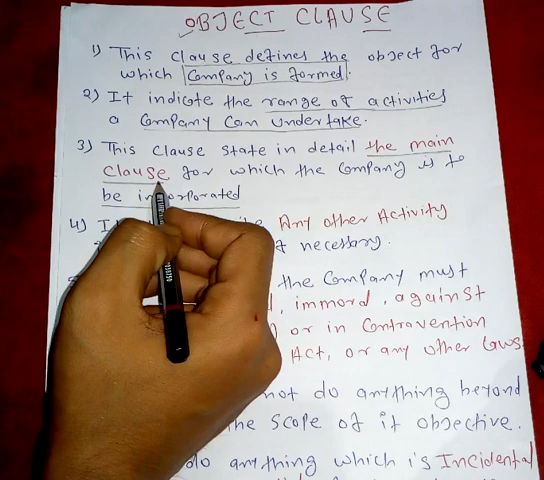 OBJECT CLAUSE
1) This clause defines the object for
which Company is formed.
2) It indicate the range of activities
a Company Can Undertake.
3) This clause state in detail the main
Clause for which the Company is to
be incorporated
4) It Any other Activity
necessary.
the Company must
immoral, against
or in Contravention
Act, or any other laws
not do anything beyond
the Scope of it objective.
do anything which is Incidental